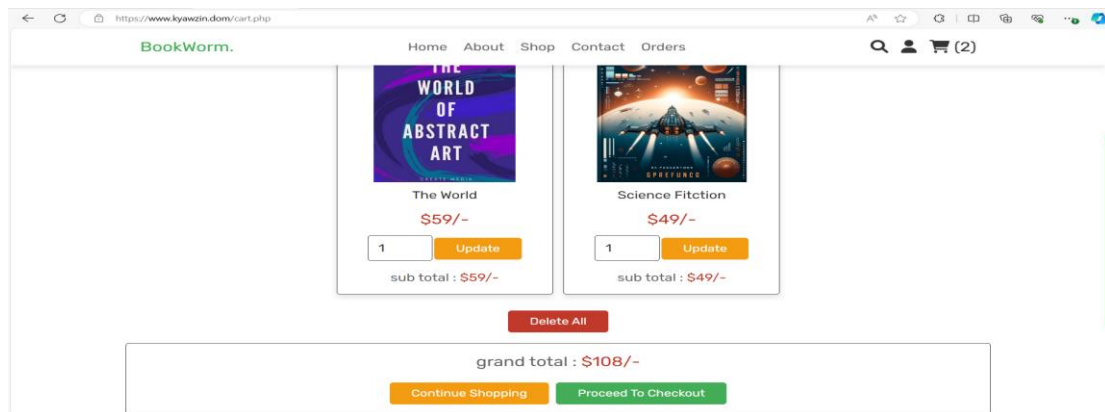 https://www.kyawzin.dom/cart.php
BookWorm. Home About Shop Contact Orders (2)
THE
WORLD
OF
ABSTRACT
ART
The World
$59/-
1 Update
sub total : $59/-
Science Fitction
$49/-
1 Update
sub total : $49/-
Delete All
grand total : $108/-
Continue Shopping Proceed To Checkout